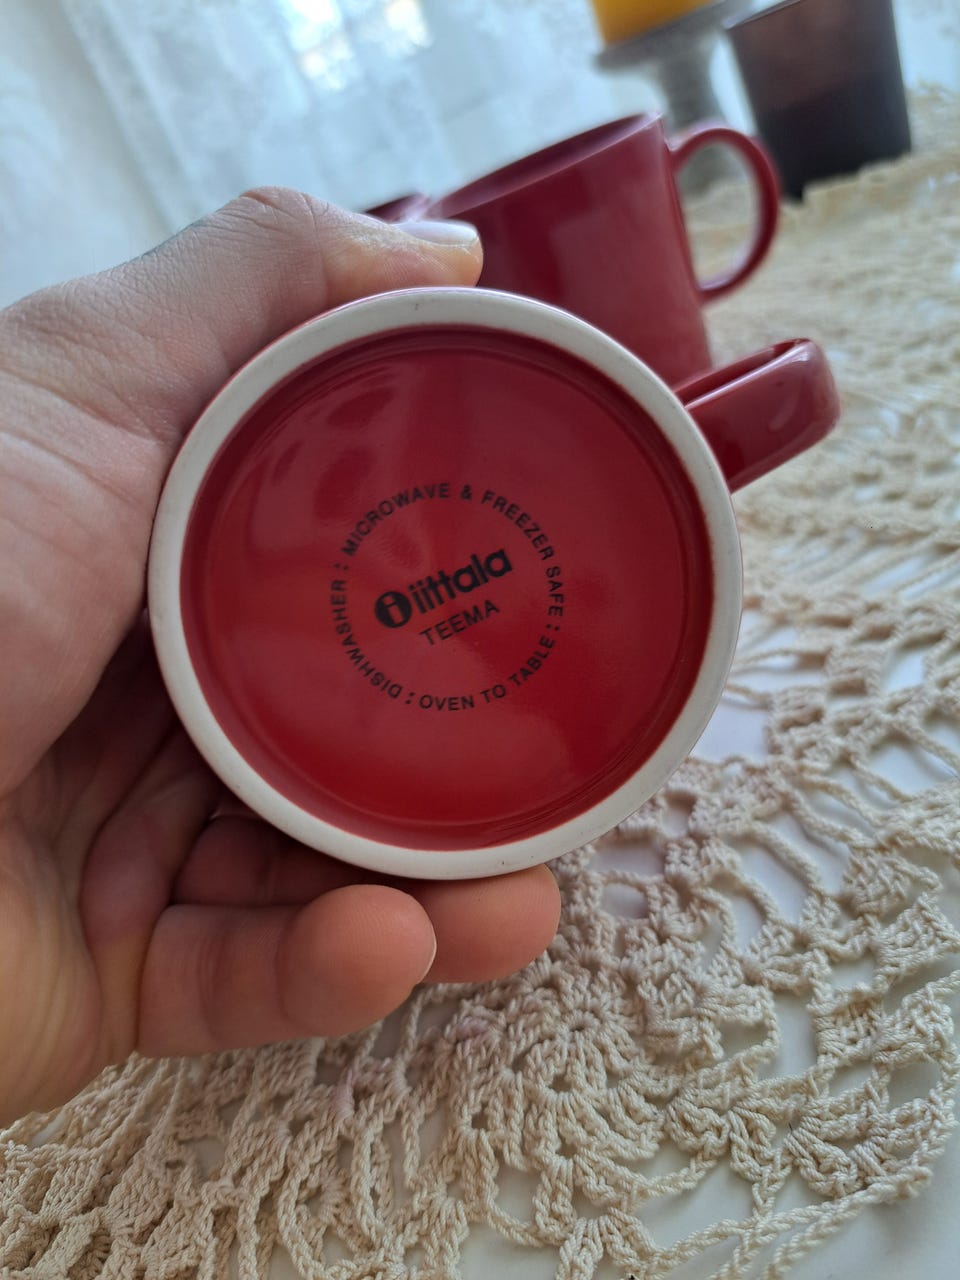 MICROWAVE & FREEZER SAFE : OVEN TO TABLE : DISHWASHER :
i iittala
TEEMA